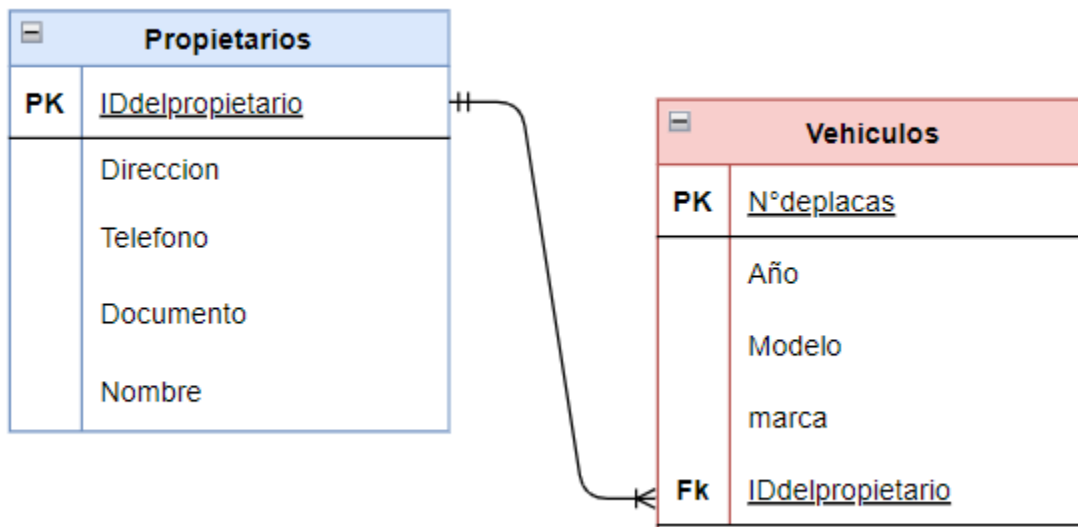 Propietarios
PK IDdelpropietario
Direccion
Telefono
Documento
Nombre
Vehiculos
PK N°deplacas
Año
Modelo
marca
Fk IDdelpropietario